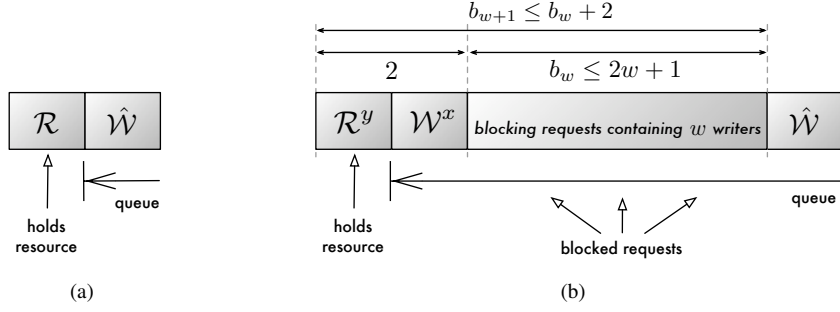 b_{w+1} ≤ b_w + 2
2
b_w ≤ 2w + 1
R
Ŵ
R^y
W^x
blocking requests containing w writers
Ŵ
queue
queue
holds
resource
holds
resource
blocked requests
(a)
(b)